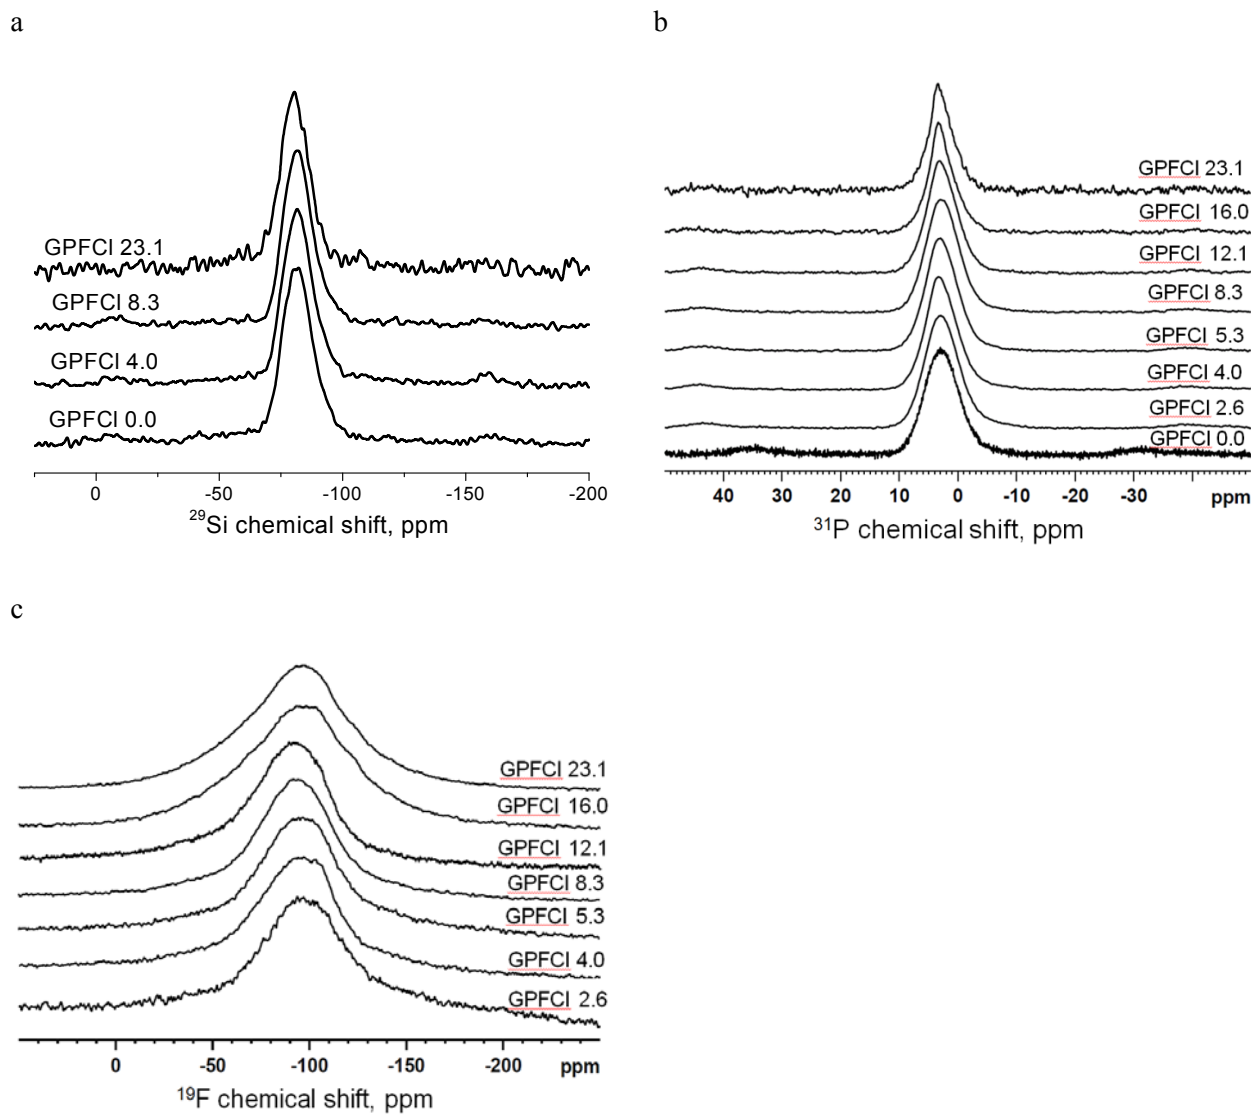 a
b
GPFCl 23.1
GPFCl 8.3
GPFCl 4.0
GPFCl 0.0
0 -50 -100 -150 -200
29Si chemical shift, ppm
GPFCl 23.1
GPFCl 16.0
GPFCl 12.1
GPFCl 8.3
GPFCl 5.3
GPFCl 4.0
GPFCl 2.6
GPFCl 0.0
40 30 20 10 0 -10 -20 -30 ppm
31P chemical shift, ppm
c
GPFCl 23.1
GPFCl 16.0
GPFCl 12.1
GPFCl 8.3
GPFCl 5.3
GPFCl 4.0
GPFCl 2.6
0 -50 -100 -150 -200 ppm
19F chemical shift, ppm